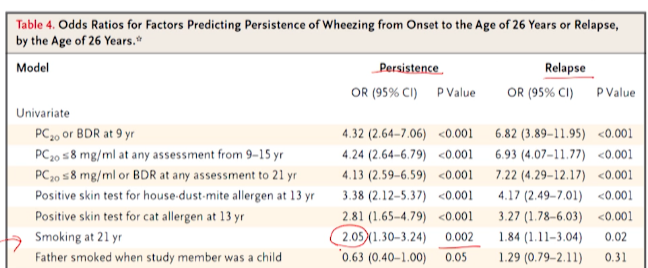 Table 4. Odds Ratios for Factors Predicting Persistence of Wheezing from Onset to the Age of 26 Years or Relapse,
by the Age of 26 Years.*
Model Persistence Relapse
OR (95% CI) P Value OR (95% CI) P Value
Univariate
PC20 or BDR at 9 yr 4.32 (2.64–7.06) <0.001 6.82 (3.89–11.95) <0.001
PC20 ≤8 mg/ml at any assessment from 9–15 yr 4.24 (2.64–6.79) <0.001 6.93 (4.07–11.77) <0.001
PC20 ≤8 mg/ml or BDR at any assessment to 21 yr 4.13 (2.59–6.59) <0.001 7.22 (4.29–12.17) <0.001
Positive skin test for house-dust-mite allergen at 13 yr 3.38 (2.12–5.37) <0.001 4.17 (2.49–7.01) <0.001
Positive skin test for cat allergen at 13 yr 2.81 (1.65–4.79) <0.001 3.27 (1.78–6.03) <0.001
Smoking at 21 yr 2.05 (1.30–3.24) 0.002 1.84 (1.11–3.04) 0.02
Father smoked when study member was a child 0.63 (0.40–1.00) 0.05 1.29 (0.79–2.11) 0.31